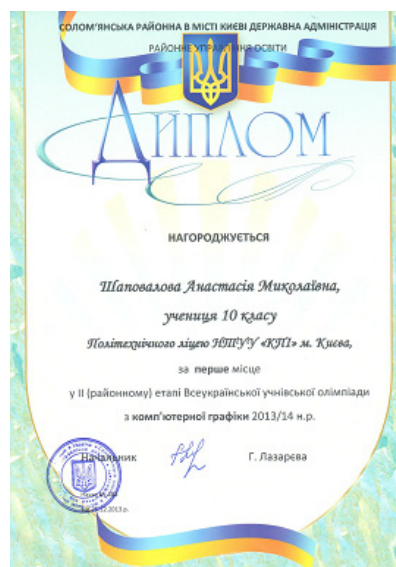 СОЛОМ'ЯНСЬКА РАЙОННА В МІСТІ КИЄВІ ДЕРЖАВНА АДМІНІСТРАЦІЯ
РАЙОННЕ УПРАВЛІННЯ ОСВІТИ
ДИПЛОМ
НАГОРОДЖУЄТЬСЯ
Шаповалова Анастасія Миколаївна,
учениця 10 класу
Політехнічного ліцею НТУУ «КПІ» м. Києва,
за перше місце
у ІІ (районному) етапі Всеукраїнської учнівської олімпіади
з комп'ютерної графіки 2013/14 н.р.
Начальник Г. Лазарєва
12.2013 р.